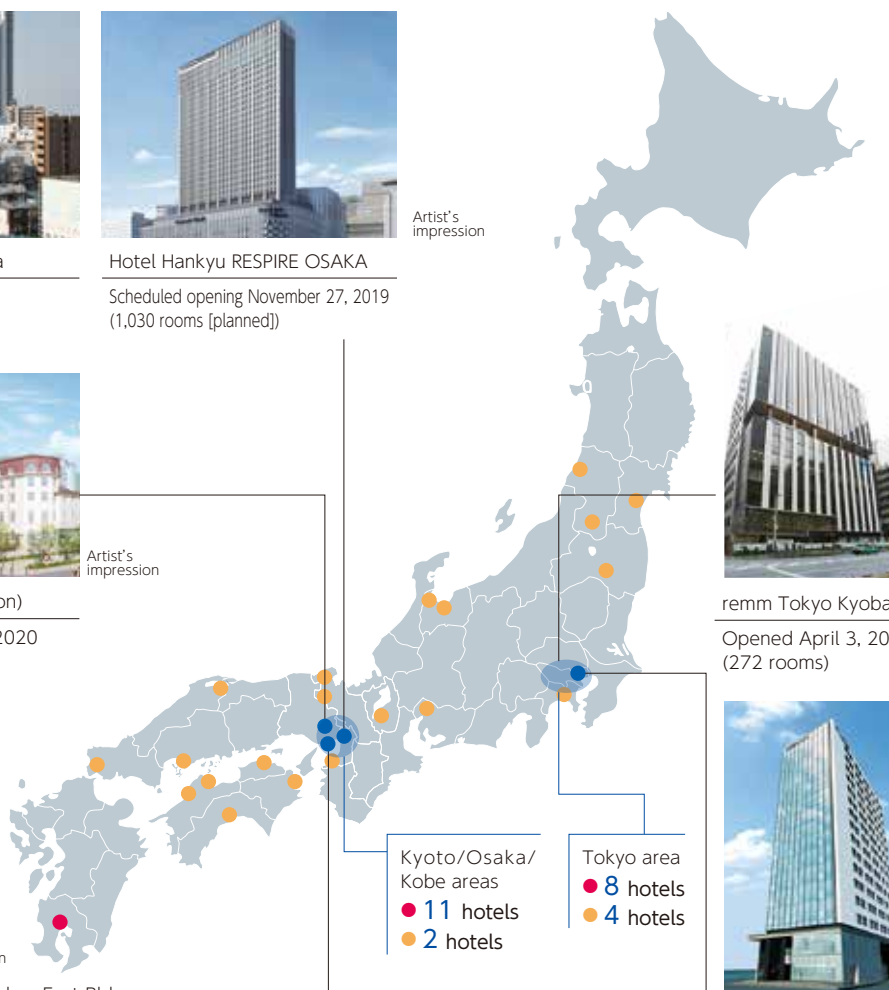 Artist's
impression
a
Hotel Hankyu RESPIRE OSAKA
Scheduled opening November 27, 2019
(1,030 rooms [planned])
Artist's
impression
on)
2020
remm Tokyo Kyoba
Opened April 3, 20
(272 rooms)
Kyoto/Osaka/
Kobe areas
11 hotels
2 hotels
Tokyo area
8 hotels
4 hotels
n